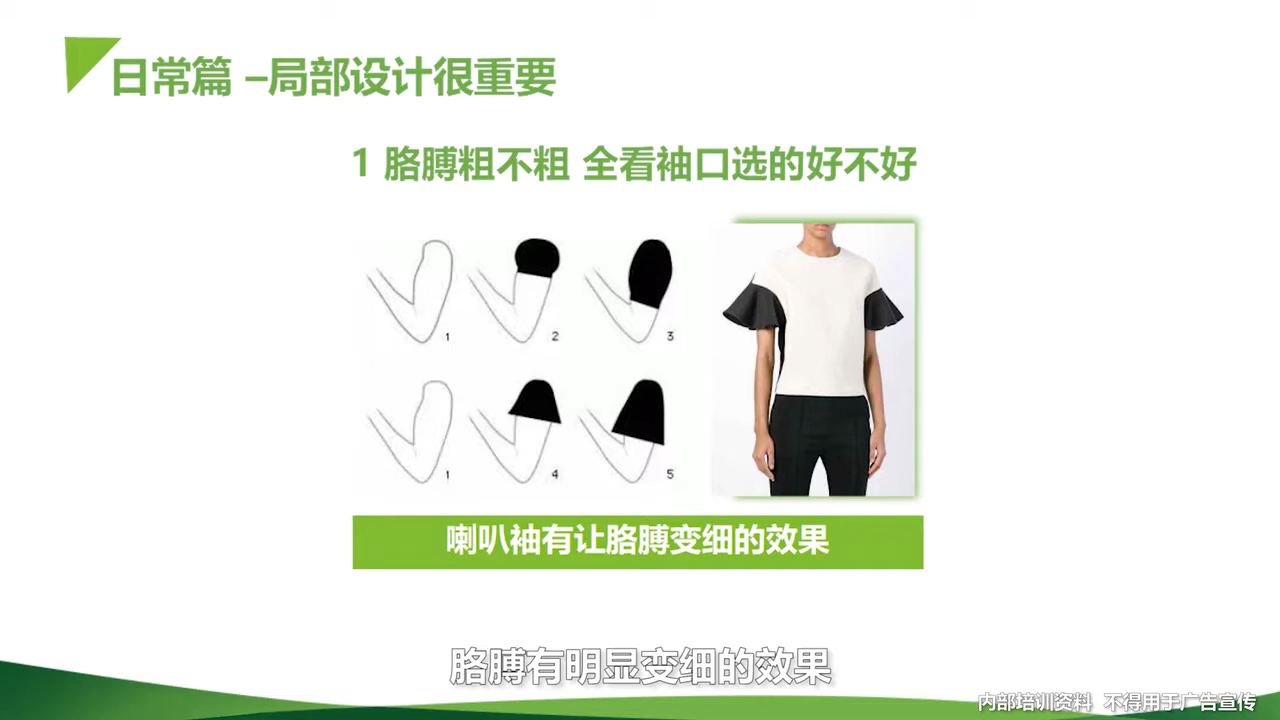 日常篇 –局部设计很重要
1 胳膊粗不粗 全看袖口选的好不好
1
2
3
1
4
5
喇叭袖有让胳膊变细的效果
胳膊有明显变细的效果
内部培训资料 不得用于广告宣传